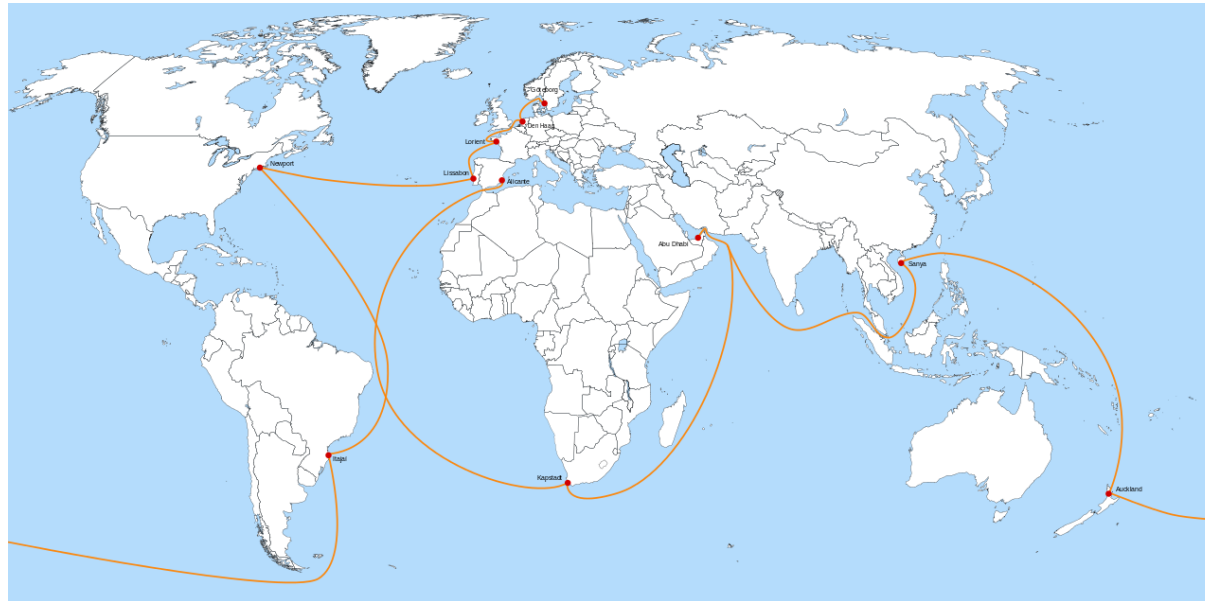 Göteborg
Den Haag
Lorient
Newport
Lissabon
Alicante
Abu Dhabi
Sanya
Itajaí
Kapstadt
Auckland